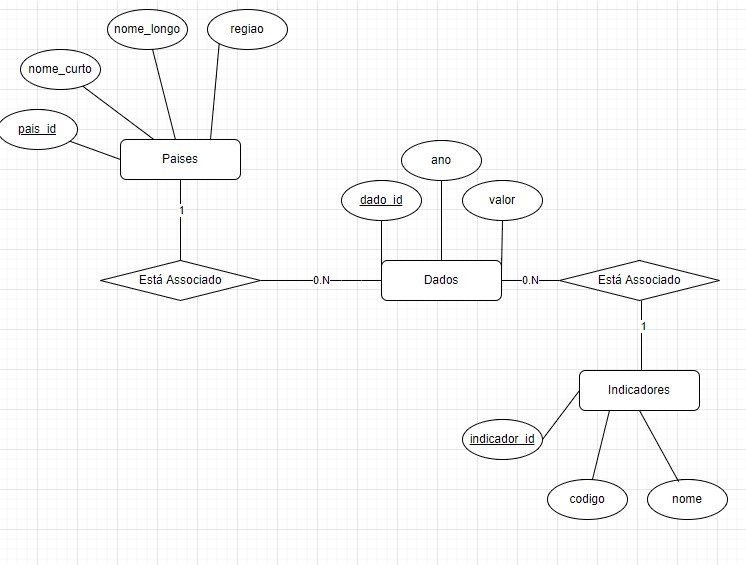 nome_longo
regiao
nome_curto
pais_id
Paises
ano
dado_id
valor
1
Está Associado
0.N
Dados
0.N
Está Associado
1
Indicadores
indicador_id
codigo
nome